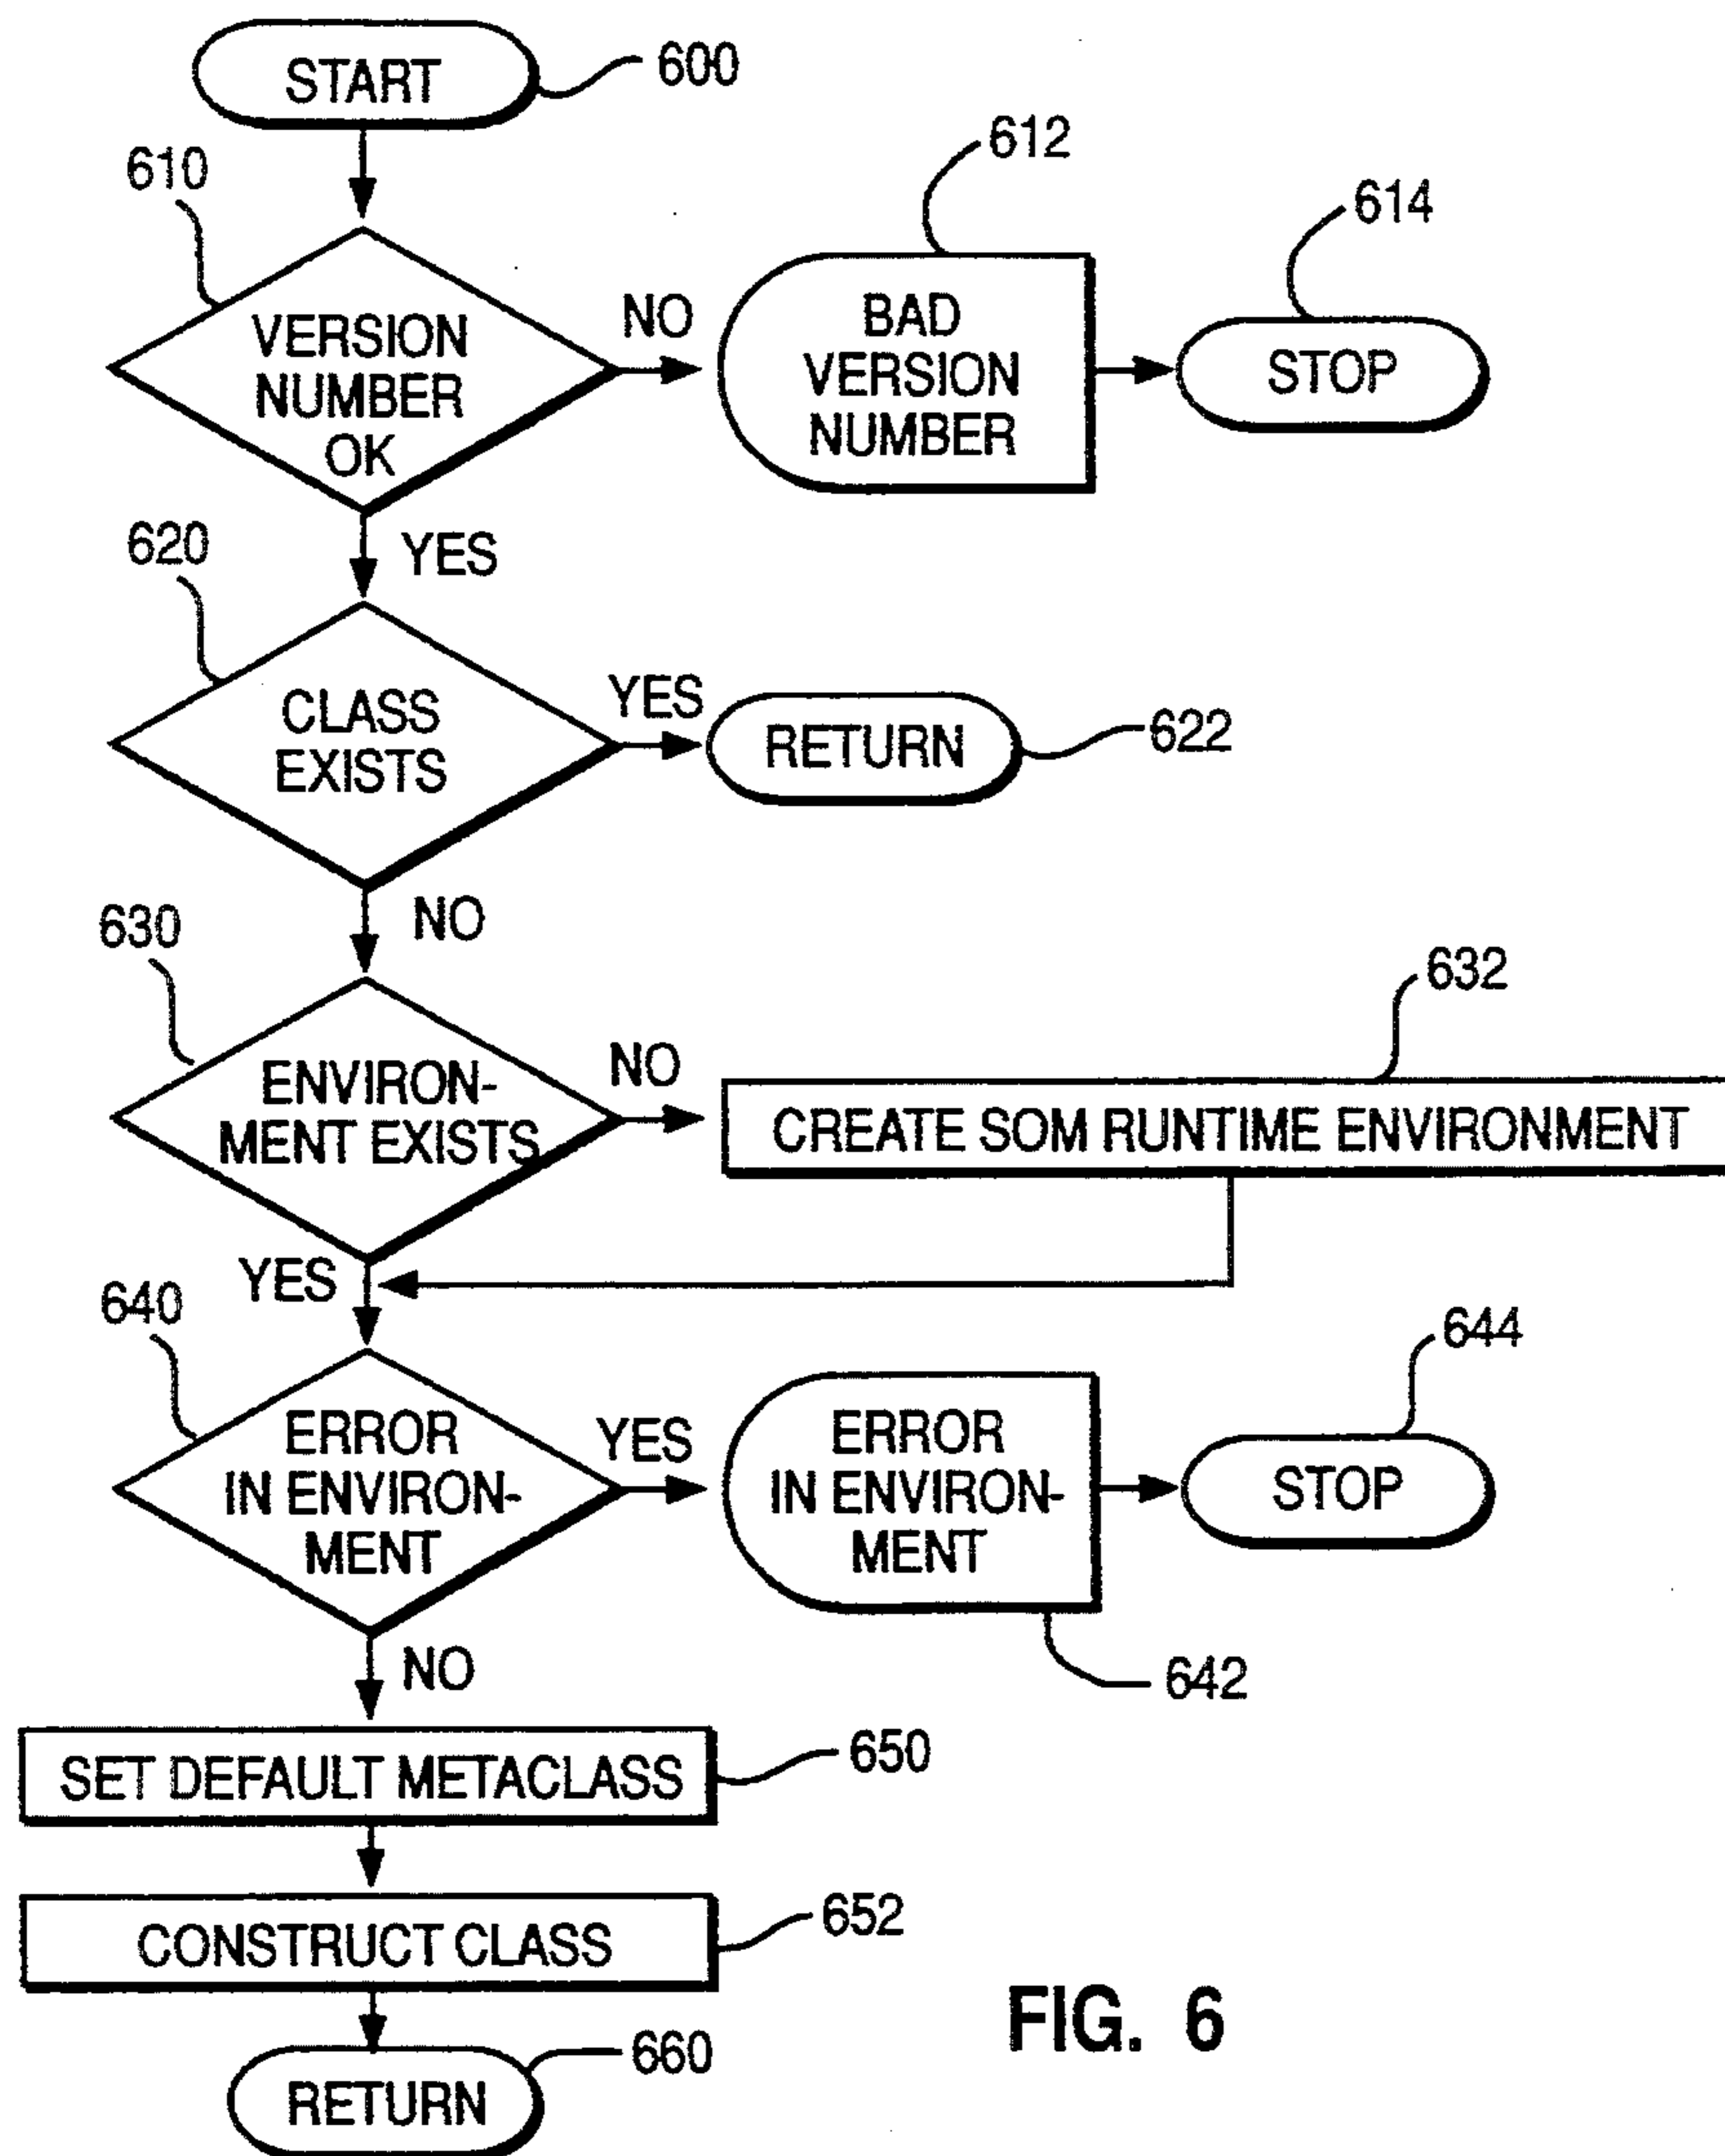 START
600
610
VERSION
NUMBER
OK
NO
612
BAD
VERSION
NUMBER
614
STOP
YES
620
CLASS
EXISTS
YES
RETURN
622
NO
630
ENVIRON-
MENT EXISTS
NO
632
CREATE SOM RUNTIME ENVIRONMENT
YES
640
ERROR
IN ENVIRON-
MENT
YES
ERROR
IN ENVIRON-
MENT
642
644
STOP
NO
SET DEFAULT METACLASS
650
CONSTRUCT CLASS
652
RETURN
660
FIG. 6